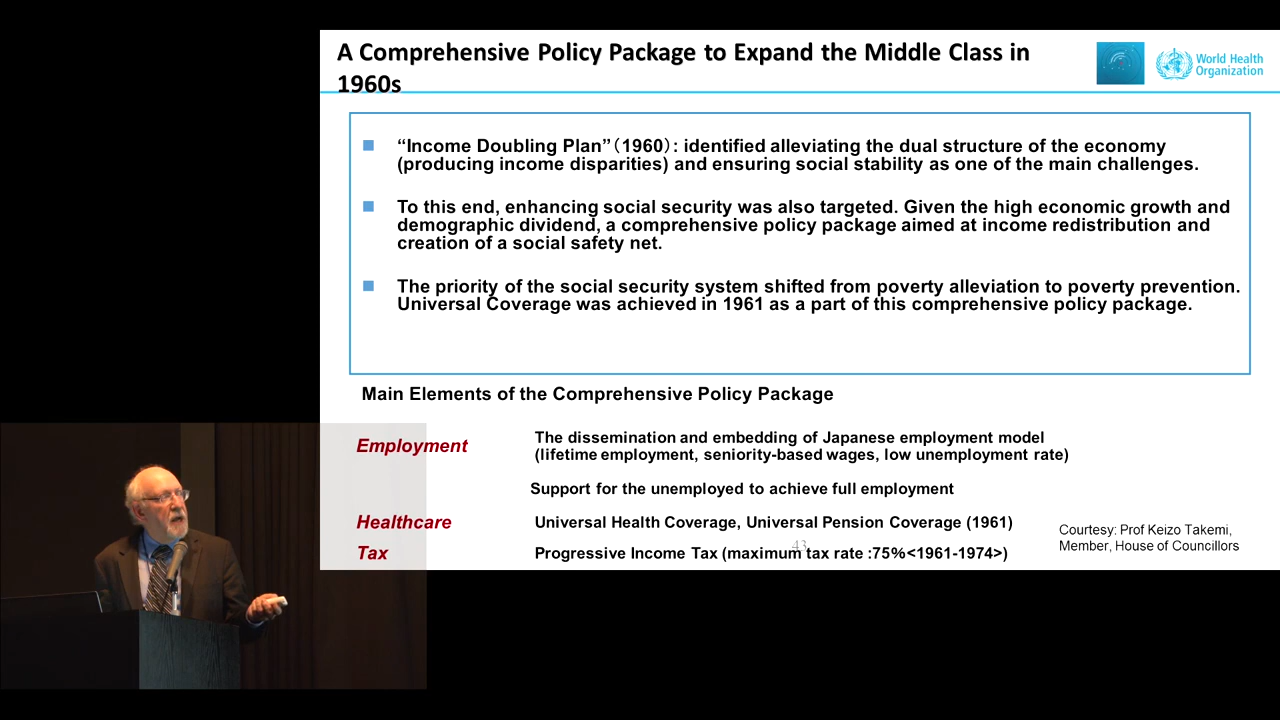 A Comprehensive Policy Package to Expand the Middle Class in
1960s
World Health
Organization
“Income Doubling Plan”(1960): identified alleviating the dual structure of the economy
(producing income disparities) and ensuring social stability as one of the main challenges.
To this end, enhancing social security was also targeted. Given the high economic growth and
demographic dividend, a comprehensive policy package aimed at income redistribution and
creation of a social safety net.
The priority of the social security system shifted from poverty alleviation to poverty prevention.
Universal Coverage was achieved in 1961 as a part of this comprehensive policy package.
Main Elements of the Comprehensive Policy Package
Employment
The dissemination and embedding of Japanese employment model
(lifetime employment, seniority-based wages, low unemployment rate)
Support for the unemployed to achieve full employment
Healthcare
Universal Health Coverage, Universal Pension Coverage (1961)
Tax
Progressive Income Tax (maximum tax rate :75%<1961-1974>)
43
Courtesy: Prof Keizo Takemi,
Member, House of Councillors